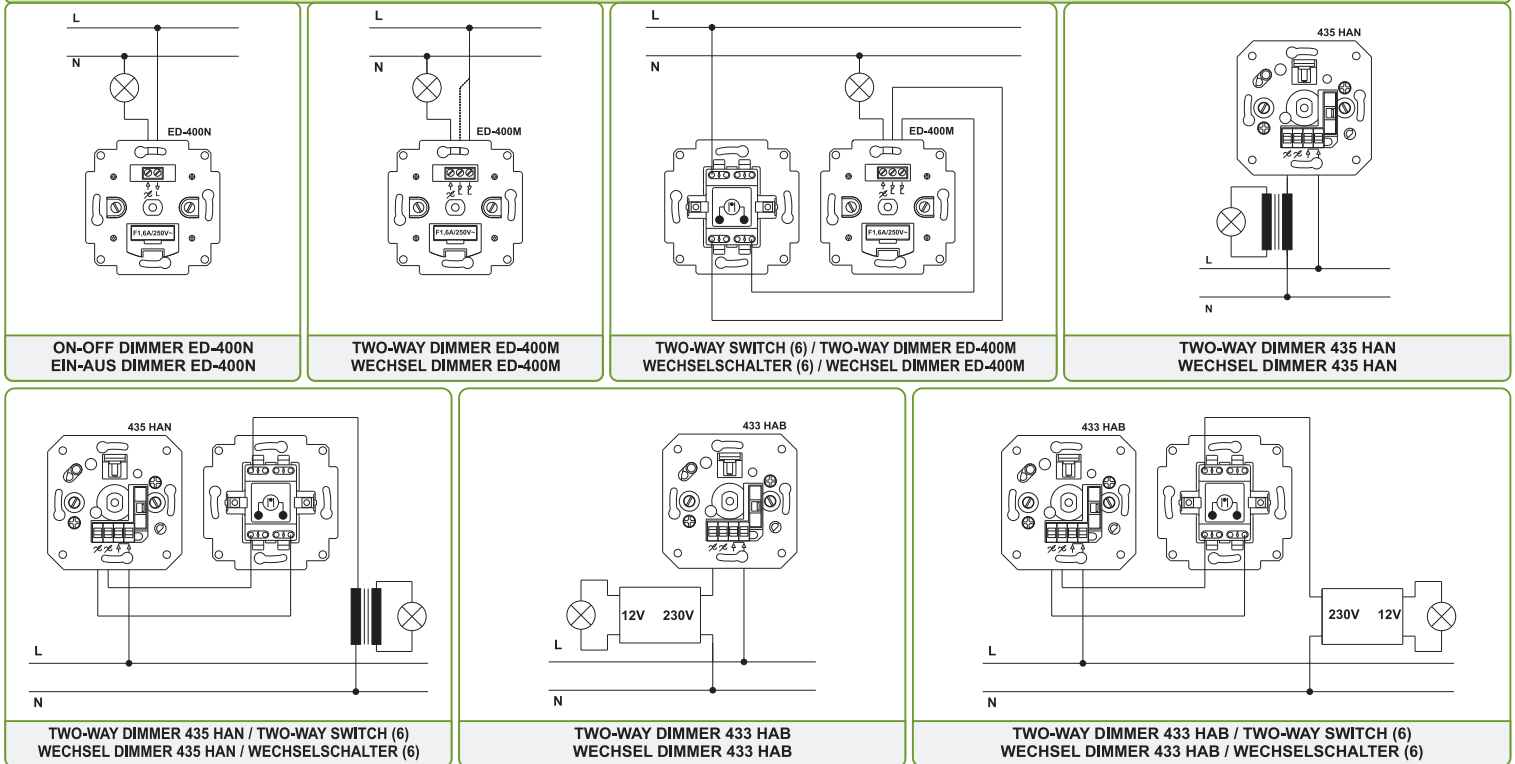 L
N
ED-400N
L
F1,6A/250V~
ON-OFF DIMMER ED-400N
EIN-AUS DIMMER ED-400N
L
N
ED-400M
L L
F1,6A/250V~
TWO-WAY DIMMER ED-400M
WECHSEL DIMMER ED-400M
L
N
ED-400M
L L
F1,6A/250V~
TWO-WAY SWITCH (6) / TWO-WAY DIMMER ED-400M
WECHSELSCHALTER (6) / WECHSEL DIMMER ED-400M
435 HAN
L
N
TWO-WAY DIMMER 435 HAN
WECHSEL DIMMER 435 HAN
435 HAN
L
N
TWO-WAY DIMMER 435 HAN / TWO-WAY SWITCH (6)
WECHSEL DIMMER 435 HAN / WECHSELSCHALTER (6)
433 HAB
12V 230V
L
N
TWO-WAY DIMMER 433 HAB
WECHSEL DIMMER 433 HAB
433 HAB
230V 12V
L
N
TWO-WAY DIMMER 433 HAB / TWO-WAY SWITCH (6)
WECHSEL DIMMER 433 HAB / WECHSELSCHALTER (6)